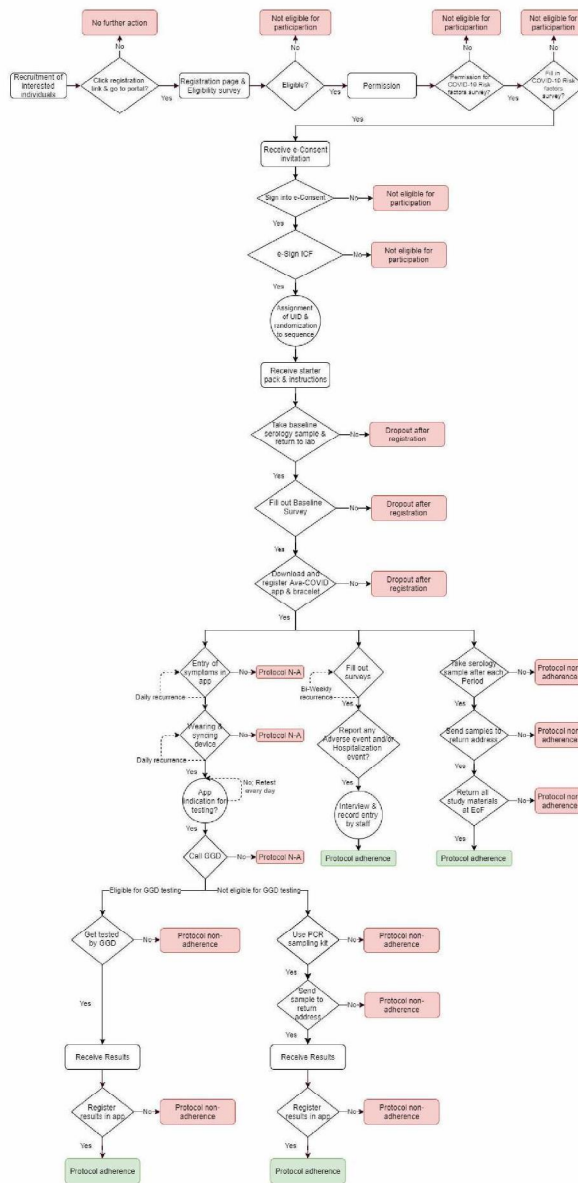 No further action
Not eligible for
participation
Not eligible for
participation
Not eligible for
participation
No
No
No
No
Recruitment of
interested
individuals
Click registration
link & go to portal?
Yes
Registration page &
Eligibility survey
Eligible?
Yes
Permission
Permission for
COVID-19 Risk
factors survey?
Yes
Fill in
COVID-19 Risk
factors
survey?
Yes
Receive e-Consent
invitation
Sign into e-Consent
No
Not eligible for
participation
Yes
e-Sign ICF
No
Not eligible for
participation
Yes
Assignment
of UID &
randomization
to sequence
Receive starter
pack & instructions
Take baseline
serology sample &
return to lab
No
Dropout after
registration
Yes
Fill out Baseline
Survey
No
Dropout after
registration
Yes
Download and
register Ava-COVID
app & bracelet
No
Dropout after
registration
Yes
Entry of
symptoms in
app
No
Protocol N-A
Daily recurrence
Yes
Wearing &
syncing
device
No
Protocol N-A
Daily recurrence
Yes
App
indication for
testing?
No; Retest
every day
Yes
Call GGD
No
Protocol N-A
Fill out
surveys
Bi-Weekly
recurrence
Yes
Report any
Adverse event and/or
Hospitalization
event?
Yes
Interview &
record entry
by staff
Protocol adherence
Take serology
sample after each
Period
No
Protocol non-
adherence
Yes
Send samples to
return address
No
Protocol non-
adherence
Yes
Return all
study materials
at EoF
No
Protocol non-
adherence
Yes
Protocol adherence
Eligible for GGD testing
Not eligible for GGD testing
Get tested
by GGD
No
Protocol non-
adherence
Yes
Receive Results
Register
results in app
No
Protocol non-
adherence
Yes
Protocol adherence
Use PCR
sampling kit
No
Protocol non-
adherence
Yes
Send
sample to
return
address
No
Protocol non-
adherence
Yes
Receive Results
Register
results in app
No
Protocol non-
adherence
Yes
Protocol adherence